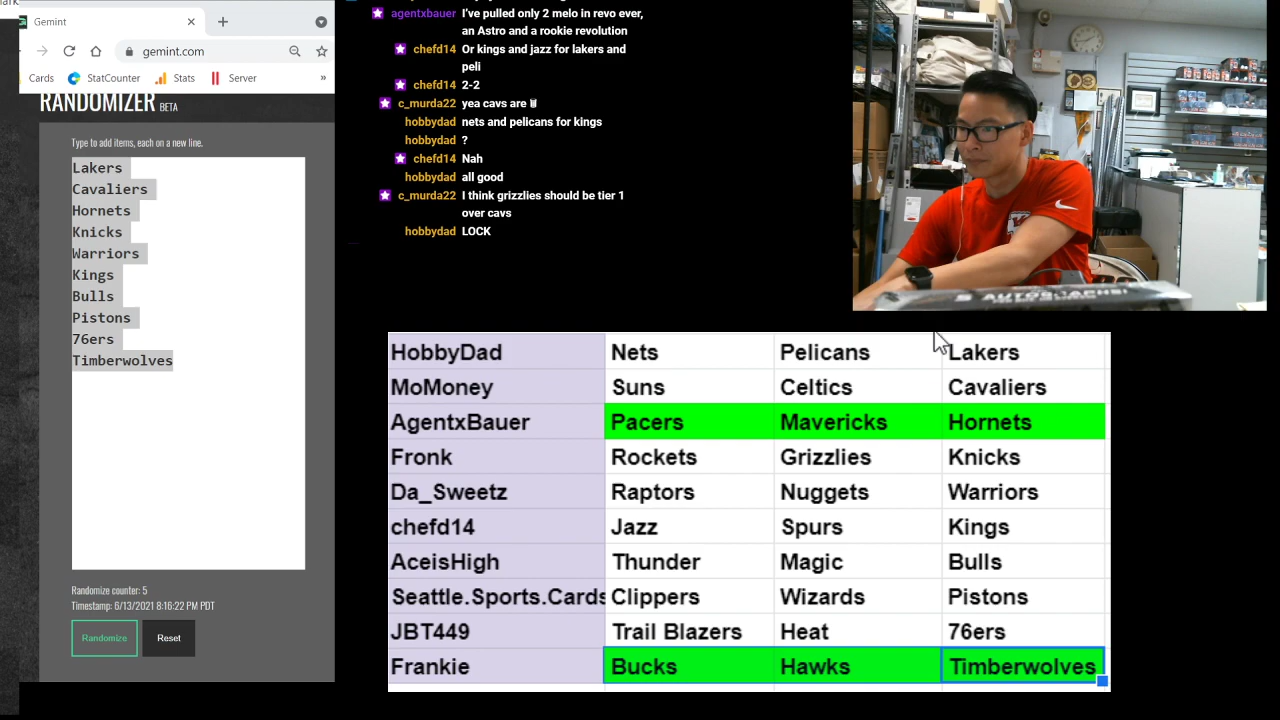 Gemint
gemint.com
Cards
StatCounter
Stats
Server
»
RANDOMIZER BETA
Type to add items, each on a new line.
Lakers
Cavaliers
Hornets
Knicks
Warriors
Kings
Bulls
Pistons
76ers
Timberwolves
Randomize counter: 5
Timestamp: 6/13/2021 8:16:22 PM PDT
Randomize
Reset
agentxbauer I've pulled only 2 melo in revo ever,
an Astro and a rookie revolution
chefd14 Or kings and jazz for lakers and
peli
chefd14 2-2
c_murda22 yea cavs are
hobbydad nets and pelicans for kings
hobbydad ?
chefd14 Nah
hobbydad all good
c_murda22 I think grizzlies should be tier 1
over cavs
hobbydad LOCK
5 AUTOGRAPHS!
HobbyDad Nets Pelicans Lakers
MoMoney Suns Celtics Cavaliers
AgentxBauer Pacers Mavericks Hornets
Fronk Rockets Grizzlies Knicks
Da_Sweetz Raptors Nuggets Warriors
chefd14 Jazz Spurs Kings
AceisHigh Thunder Magic Bulls
Seattle.Sports.Cards Clippers Wizards Pistons
JBT449 Trail Blazers Heat 76ers
Frankie Bucks Hawks Timberwolves